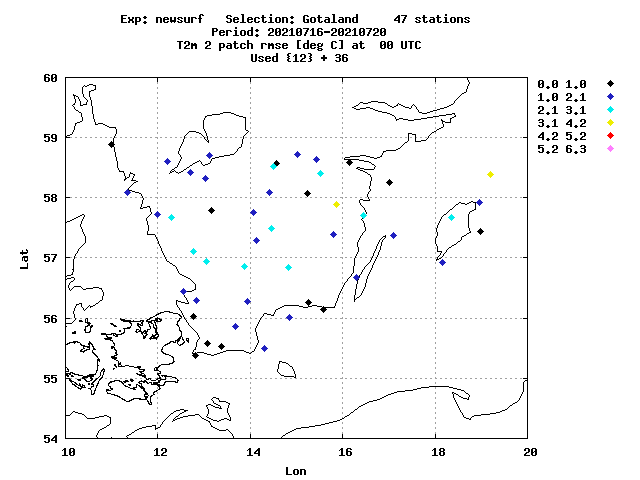 Exp: newsurf Selection: Gotaland 47 stations
Period: 20210716-20210720
T2m 2 patch rmse [deg C] at 00 UTC
Used {12} + 36
60
59
58
57
56
55
54
Lat
10 12 14 16 18 20
Lon
0.0 1.0
1.0 2.1
2.1 3.1
3.1 4.2
4.2 5.2
5.2 6.3